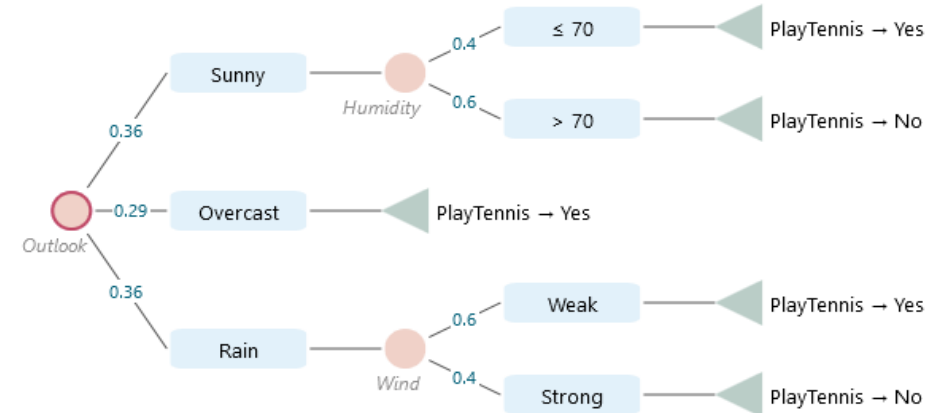 ≤ 70
PlayTennis → Yes
0.4
Sunny
Humidity
0.6
> 70
PlayTennis → No
0.36
0.29
Overcast
PlayTennis → Yes
Outlook
0.36
Weak
PlayTennis → Yes
0.6
Rain
Wind
0.4
Strong
PlayTennis → No